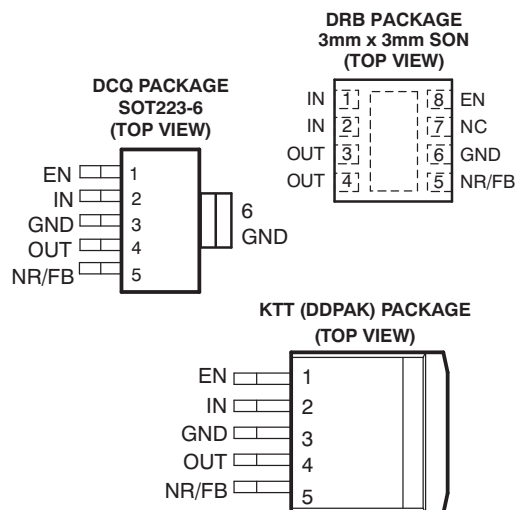 DRB PACKAGE
3mm x 3mm SON
(TOP VIEW)
IN 1 8 EN
IN 2 7 NC
OUT 3 6 GND
OUT 4 5 NR/FB
DCQ PACKAGE
SOT223-6
(TOP VIEW)
EN 1
IN 2
GND 3
OUT 4
NR/FB 5
6
GND
KTT (DDPAK) PACKAGE
(TOP VIEW)
EN 1
IN 2
GND 3
OUT 4
NR/FB 5